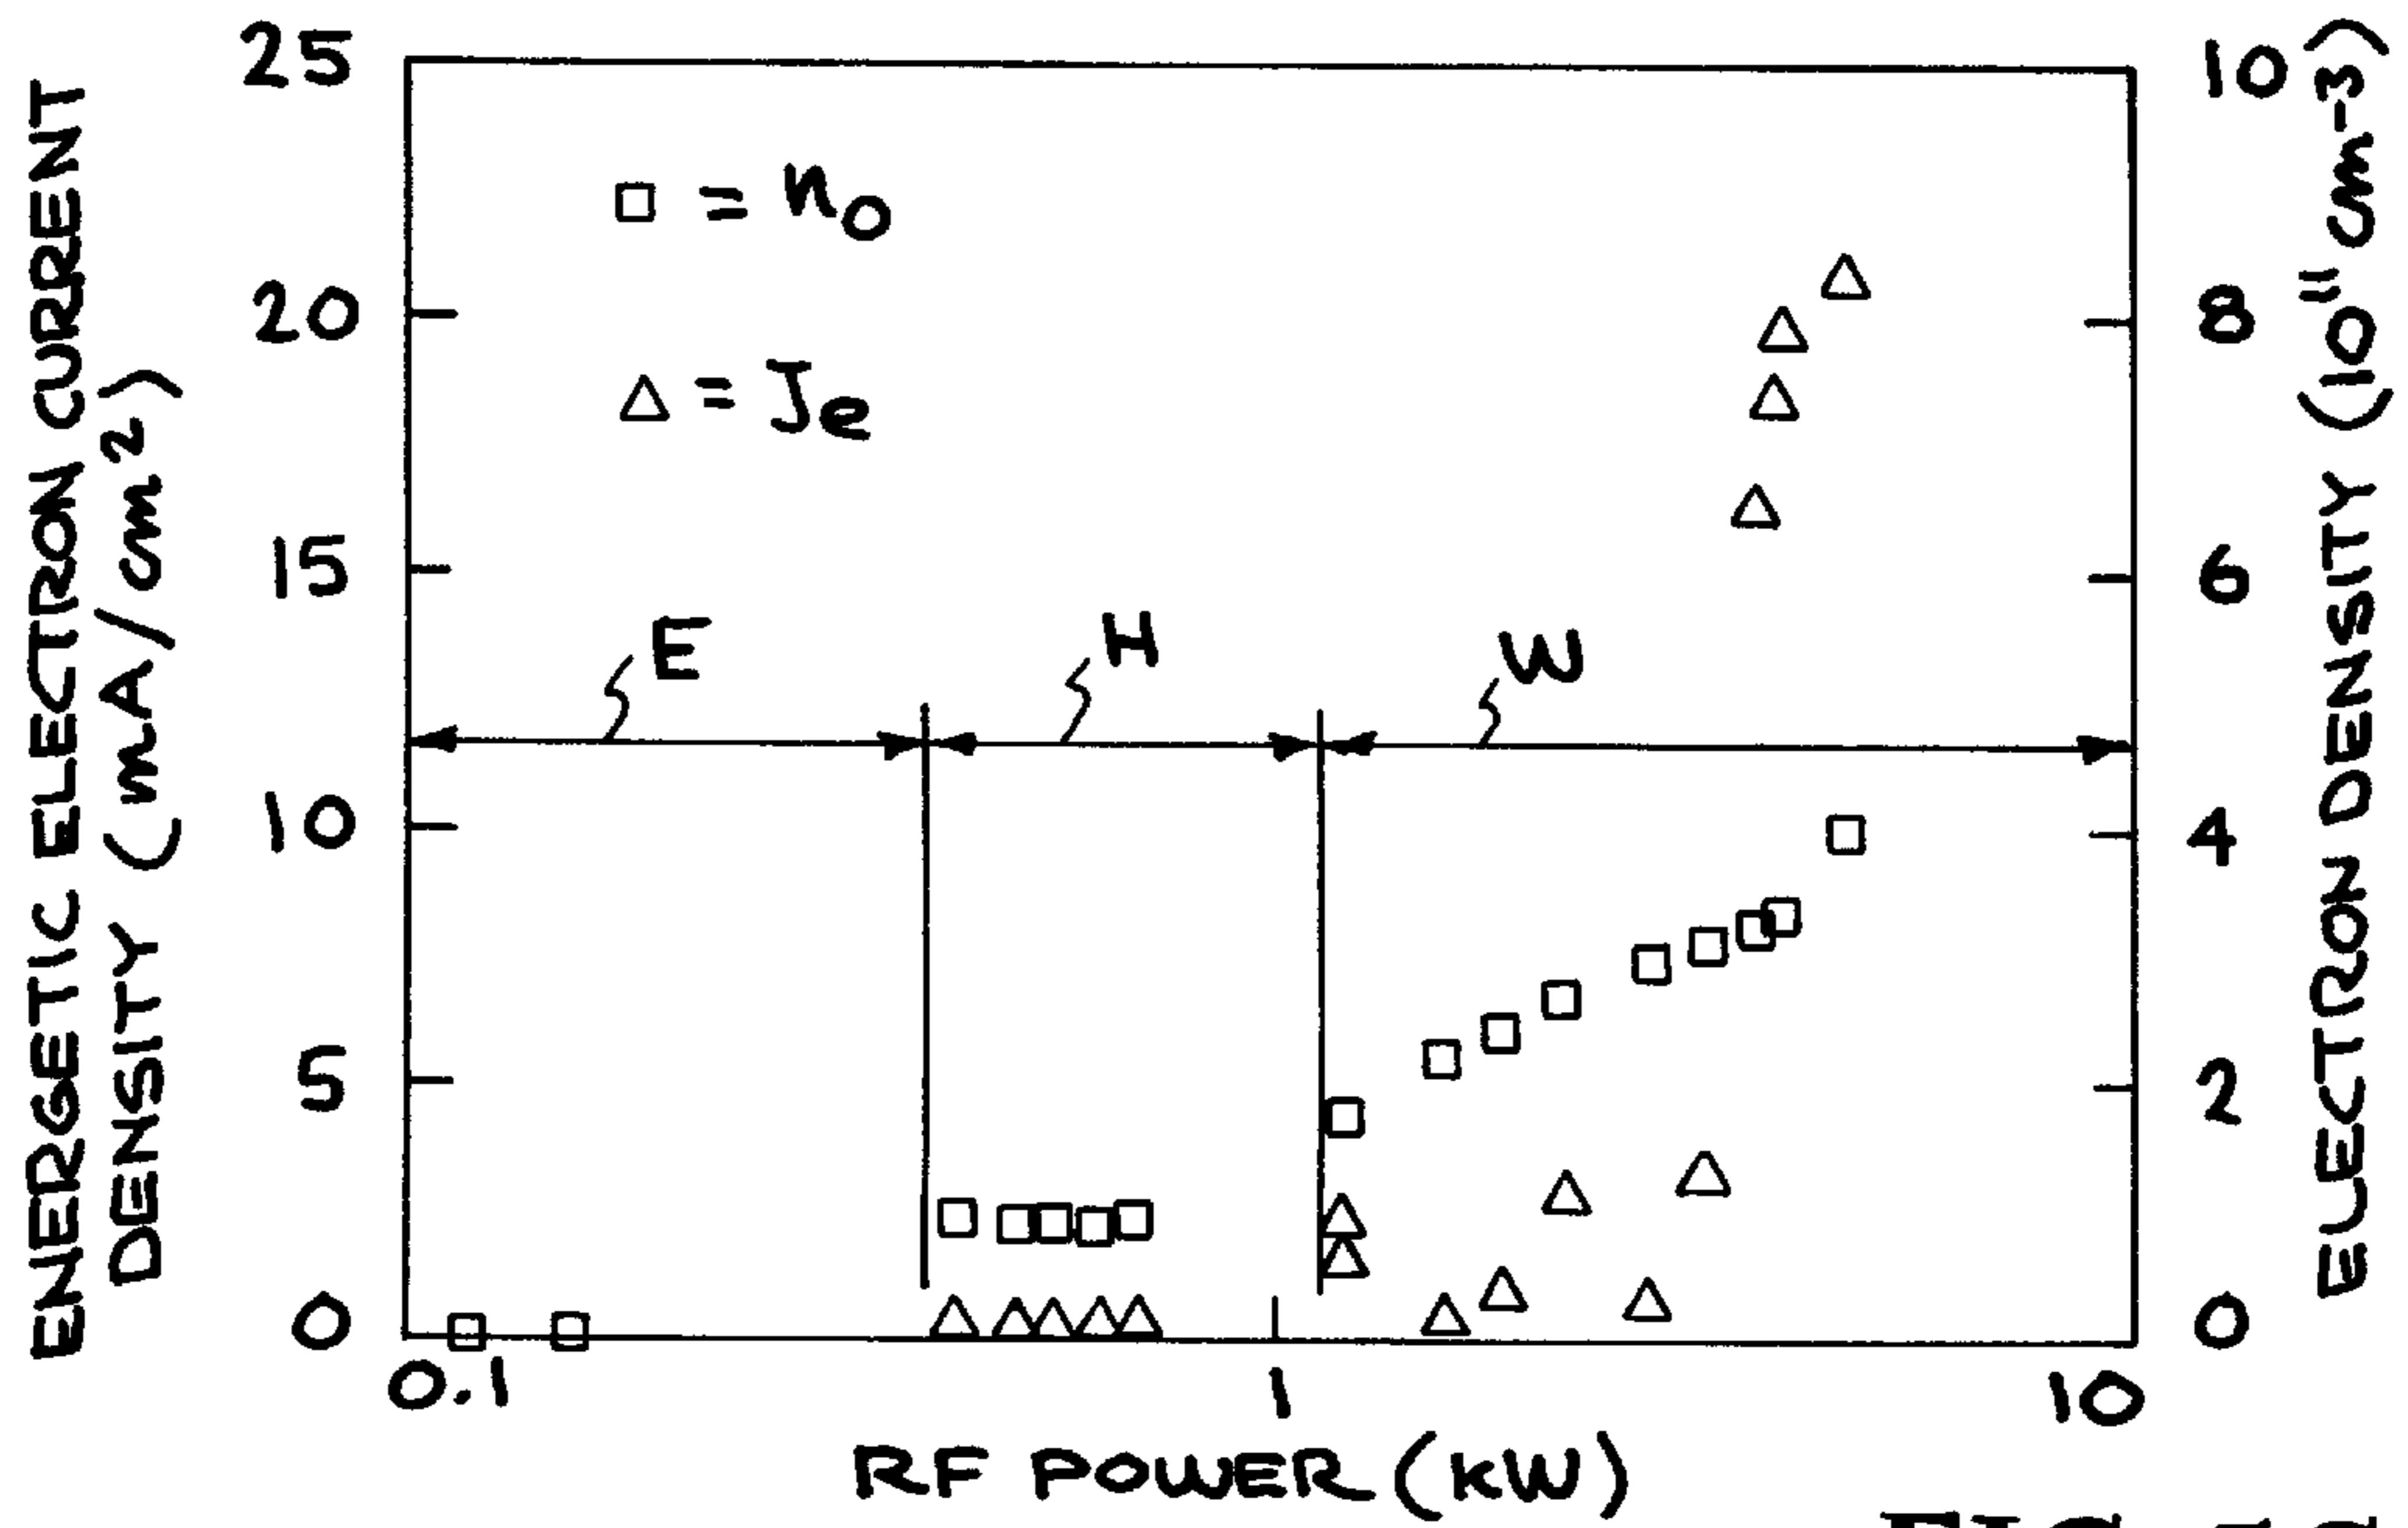 ENERGETIC ELECTRON CURRENT
DENSITY (mA/cm²)
25
20
15
10
5
0
□ = n₀
△ = Je
E
H
W
10
8
6
4
2
0
ELECTRON DENSITY (10¹¹ cm⁻³)
0.1
1
10
RF POWER (KW)